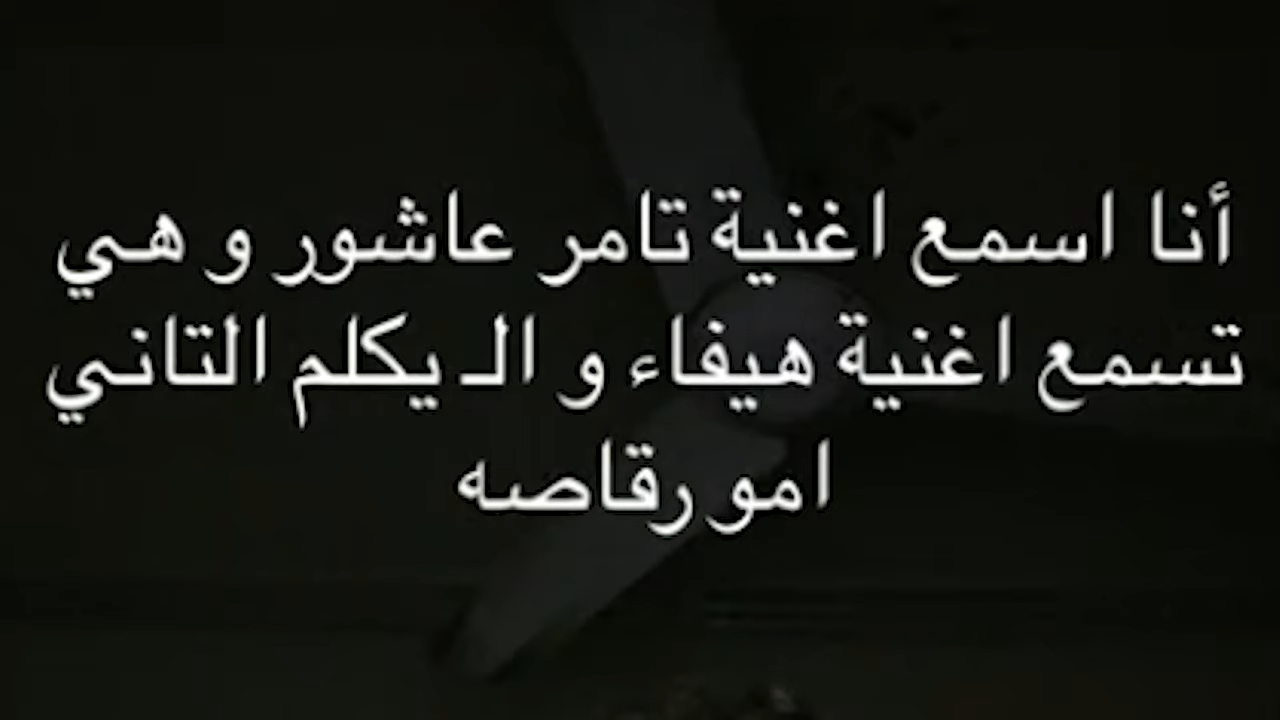 أنا اسمع اغنية تامر عاشور و هي
تسمع اغنية هيفاء و الـ يكلم التاني
امو رقاصه